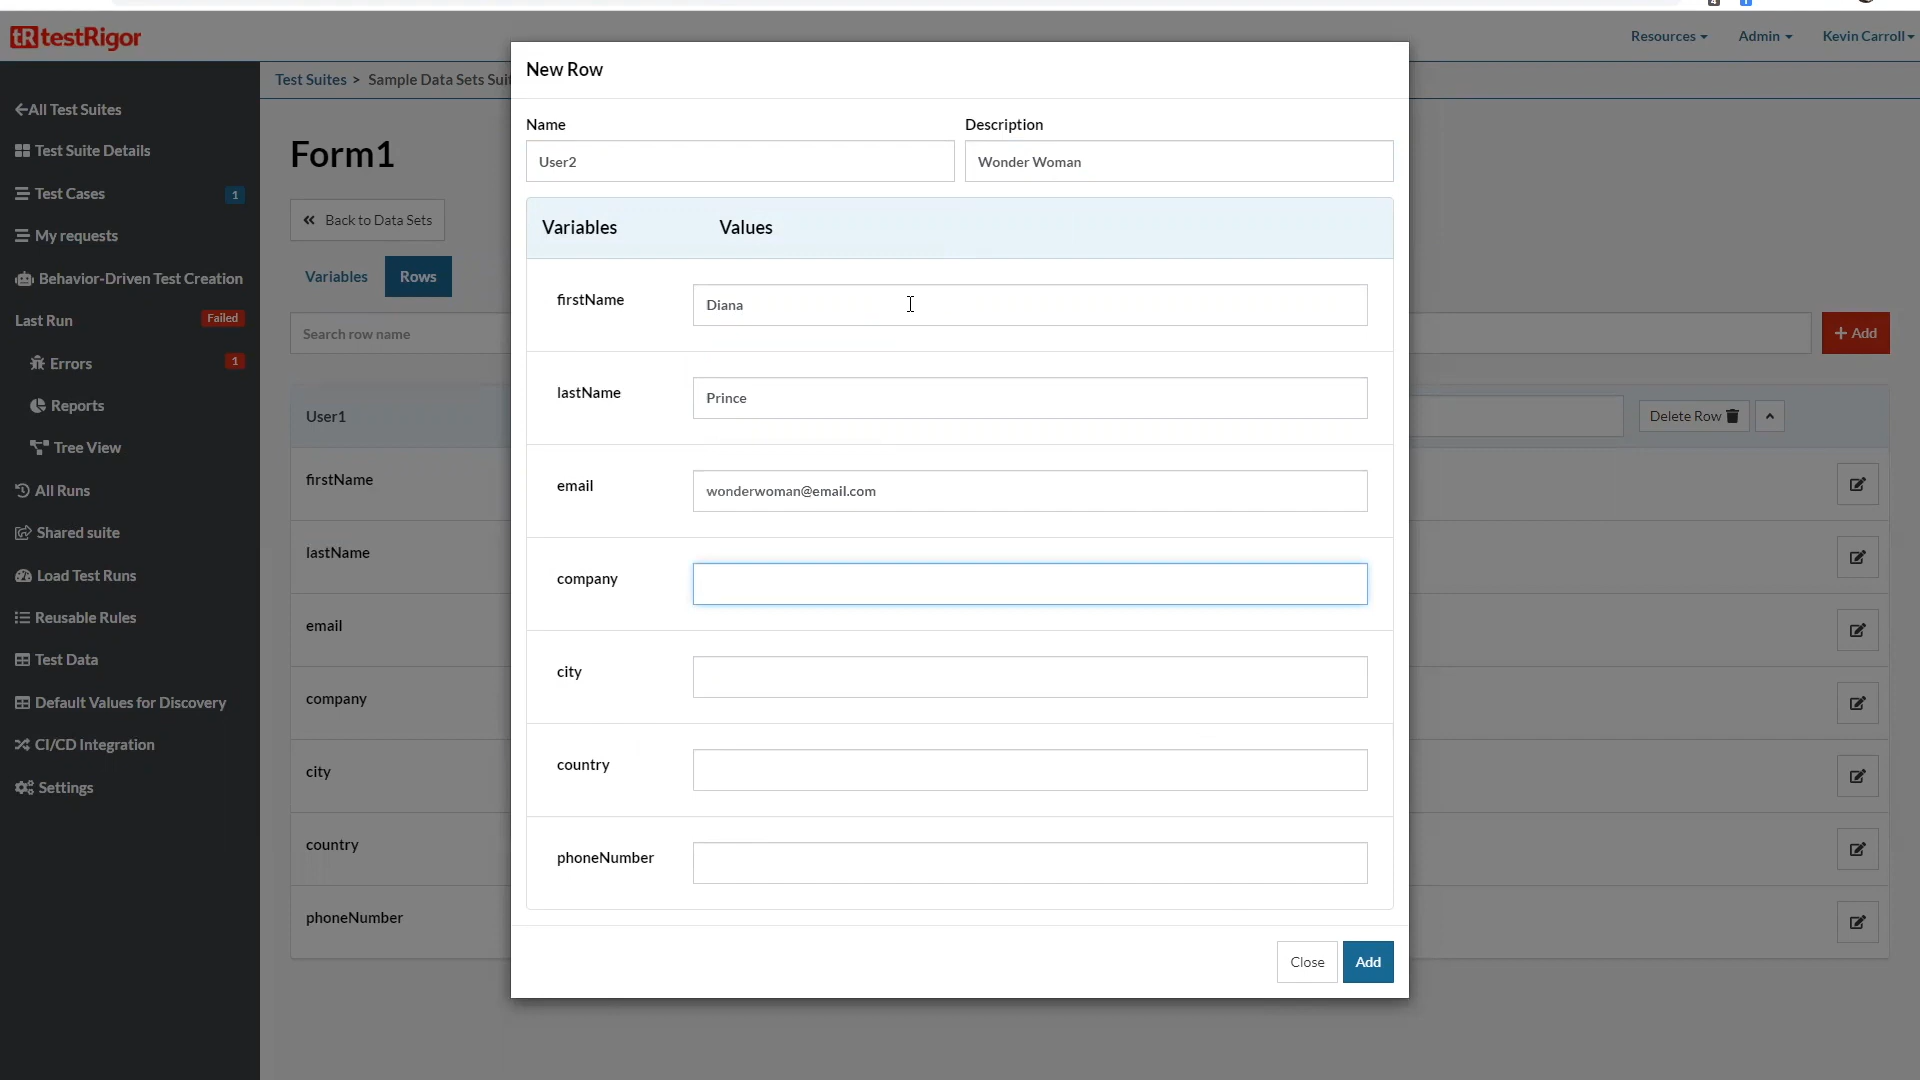 testRigor
Resources
Admin
Kevin Carroll
Test Suites > Sample Data Sets Suit
All Test Suites
Test Suite Details
Test Cases 1
My requests
Behavior-Driven Test Creation
Last Run Failed
Errors 1
Reports
Tree View
All Runs
Shared suite
Load Test Runs
Reusable Rules
Test Data
Default Values for Discovery
CI/CD Integration
Settings
Form1
Back to Data Sets
Variables Rows
Search row name
+ Add
User1
Delete Row
firstName
lastName
email
company
city
country
phoneNumber
New Row
Name Description
User2 Wonder Woman
Variables Values
firstName Diana
lastName Prince
email wonderwoman@email.com
company
city
country
phoneNumber
Close Add